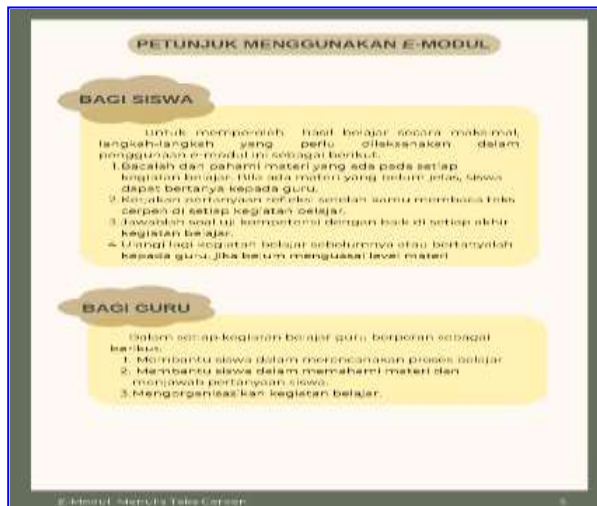 PETUNJUK MENGGUNAKAN E-MODUL
BAGI SISWA
Untuk memperoleh hasil belajar secara maksimal,
langkah-langkah yang perlu dilaksanakan dalam
penggunaan e-modul ini sebagai berikut.
1.Bacalah dan pahami materi yang ada pada setiap
kegiatan belajar. Bila ada materi yang belum jelas, siswa
dapat bertanya kepada guru.
2.Kerjakan pertanyaan refleksi setelah kamu membaca teks
cerpen di setiap kegiatan belajar.
3.Jawablah soal uji kompetensi dengan baik di setiap akhir
kegiatan belajar.
4.Ulangi lagi kegiatan belajar sebelumnya atau bertanyalah
kepada guru, jika belum menguasai level materi
BAGI GURU
Dalam setiap kegiatan belajar guru berperan sebagai
berikut.
1. Membantu siswa dalam merencanakan proses belajar
2. Membantu siswa dalam memahami materi dan
menjawab pertanyaan siswa.
3.Mengorganisasikan kegiatan belajar.
E-Modul Menulis Teks Cerpen